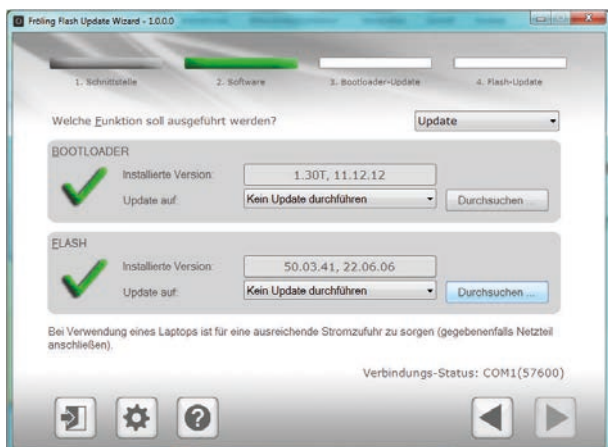 Fröling Flash Update Wizard - 1.0.0.0
1. Schnittstelle
2. Software
3. Bootloader-Update
4. Flash-Update
Welche Funktion soll ausgeführt werden?
Update
BOOTLOADER
Installierte Version:
1.30T, 11.12.12
Update auf:
Kein Update durchführen
Durchsuchen ...
FLASH
Installierte Version:
50.03.41, 22.06.06
Update auf:
Kein Update durchführen
Durchsuchen ...
Bei Verwendung eines Laptops ist für eine ausreichende Stromzufuhr zu sorgen (gegebenenfalls Netzteil
anschließen).
Verbindungs-Status: COM1(57600)